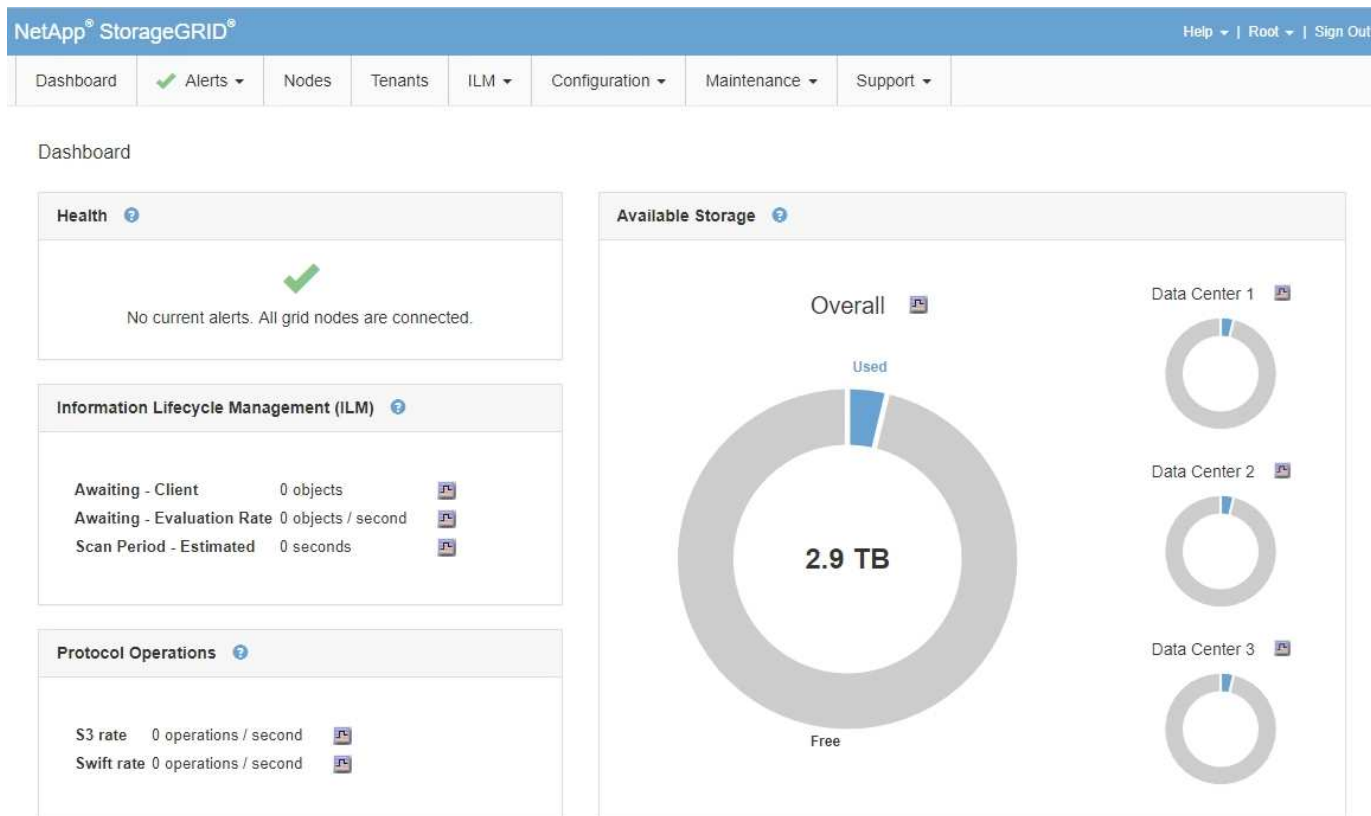 NetApp® StorageGRID®
Help | Root | Sign Out
Dashboard Alerts Nodes Tenants ILM Configuration Maintenance Support
Dashboard
Health
No current alerts. All grid nodes are connected.
Information Lifecycle Management (ILM)
Awaiting - Client 0 objects
Awaiting - Evaluation Rate 0 objects / second
Scan Period - Estimated 0 seconds
Protocol Operations
S3 rate 0 operations / second
Swift rate 0 operations / second
Available Storage
Overall
Used
2.9 TB
Free
Data Center 1
Data Center 2
Data Center 3